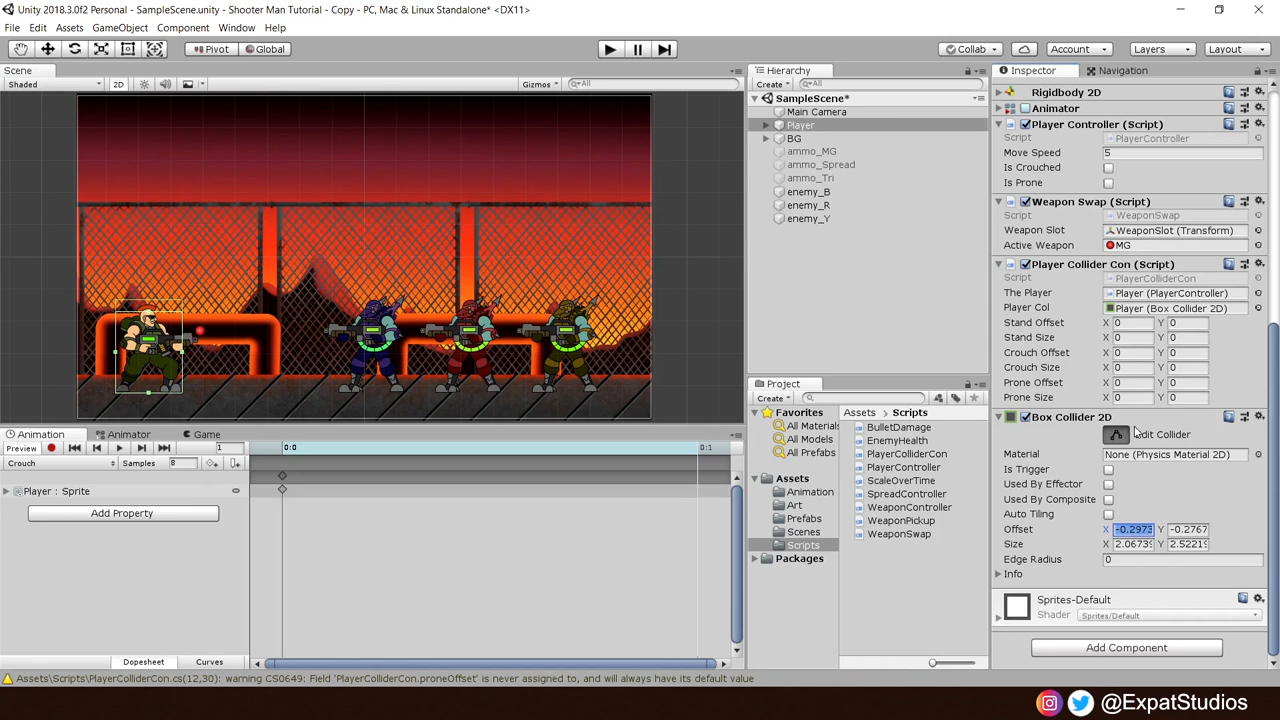 Unity 2018.3.0f2 Personal - SampleScene.unity - Shooter Man Tutorial - Copy - PC, Mac & Linux Standalone* <DX11>
File Edit Assets GameObject Component Window Help
Pivot Global Collab Account Layers Layout
Scene
Shaded 2D Gizmos All
Hierarchy
Create All
SampleScene*
Main Camera
Player
BG
ammo_MG
ammo_Spread
ammo_Tri
enemy_B
enemy_R
enemy_Y
Project
Create
Favorites
All Materials
All Models
All Prefabs
Assets
Animation
Art
Prefabs
Scenes
Scripts
Packages
Assets Scripts
BulletDamage
EnemyHealth
PlayerColliderCon
PlayerController
ScaleOverTime
SpreadController
WeaponController
WeaponPickup
WeaponSwap
Inspector Navigation
Rigidbody 2D
Animator
Player Controller (Script)
Script PlayerController
Move Speed 5
Is Crouched
Is Prone
Weapon Swap (Script)
Script WeaponSwap
Weapon Slot WeaponSlot (Transform)
Active Weapon MG
Player Collider Con (Script)
Script PlayerColliderCon
The Player Player (PlayerController)
Player Col Player (Box Collider 2D)
Stand Offset X 0 Y 0
Stand Size X 0 Y 0
Crouch Offset X 0 Y 0
Crouch Size X 0 Y 0
Prone Offset X 0 Y 0
Prone Size X 0 Y 0
Box Collider 2D
Edit Collider
Material None (Physics Material 2D)
Is Trigger
Used By Effector
Used By Composite
Auto Tiling
Offset X -0.2973 Y -0.2767
Size X 2.0673 Y 2.5221
Edge Radius 0
Info
Sprites-Default
Shader Sprites/Default
Add Component
Animation Animator Game
Preview 1 0:0 0:1
Crouch Samples 8
Player : Sprite
Add Property
Dopesheet Curves
Assets\Scripts\PlayerColliderCon.cs(12,30): warning CS0649: Field 'PlayerColliderCon.proneOffset' is never assigned to, and will always have its default value
@ExpatStudios